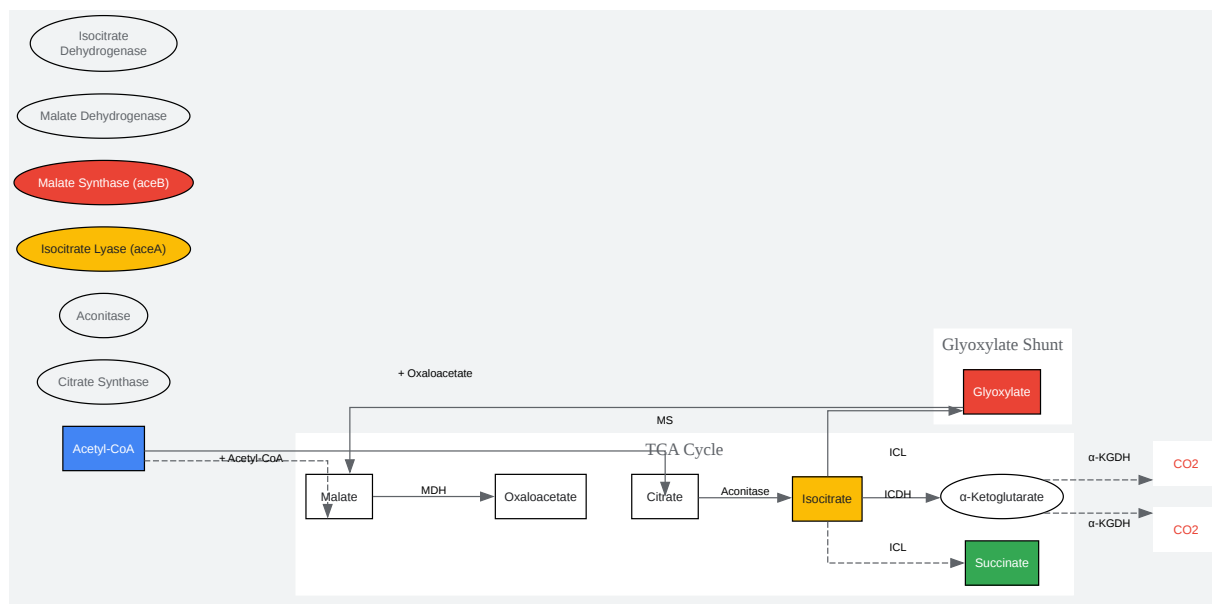 Isocitrate
Dehydrogenase
Malate Dehydrogenase
Malate Synthase (aceB)
Isocitrate Lyase (aceA)
Aconitase
Citrate Synthase
Acetyl-CoA
+ Acetyl-CoA
+ Oxaloacetate
MS
Glyoxylate Shunt
Glyoxylate
TCA Cycle
Malate
MDH
Oxaloacetate
Citrate
Aconitase
Isocitrate
ICL
ICDH
α-Ketoglutarate
ICL
Succinate
α-KGDH
CO2
α-KGDH
CO2